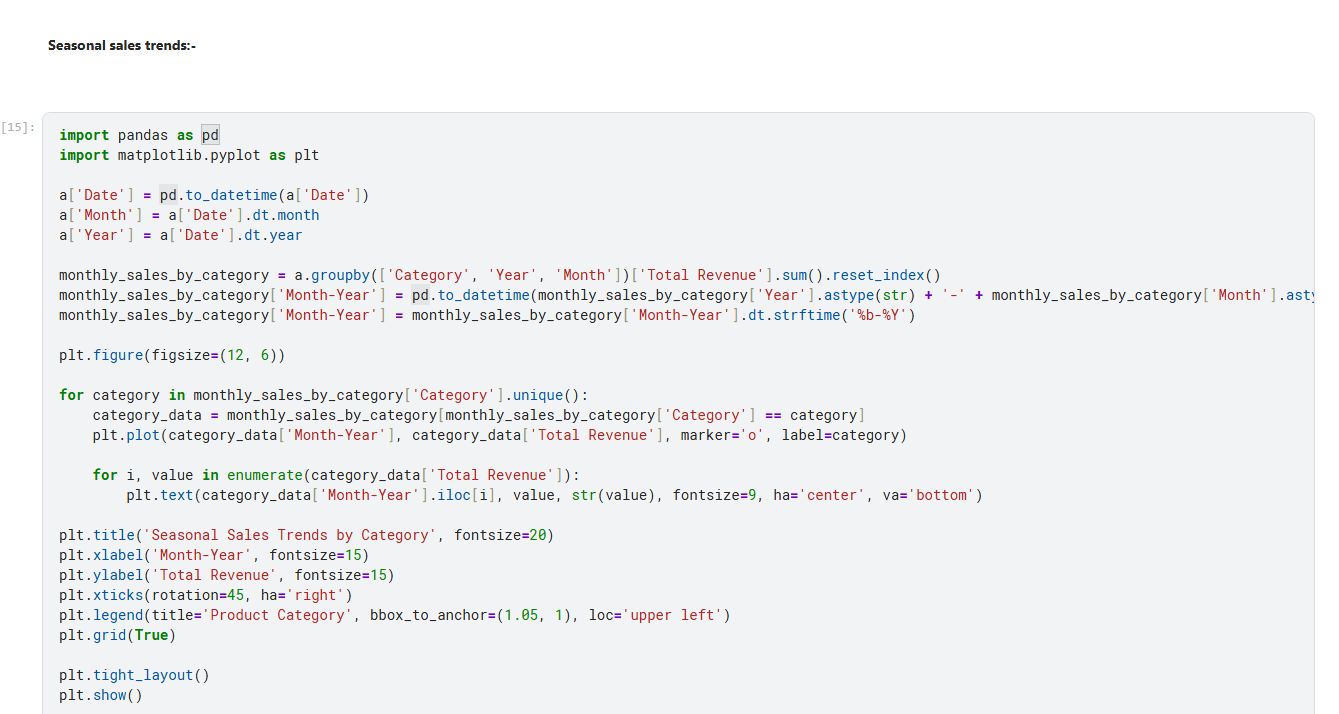 Seasonal sales trends:-
[15]:
import pandas as pd
import matplotlib.pyplot as plt
a['Date'] = pd.to_datetime(a['Date'])
a['Month'] = a['Date'].dt.month
a['Year'] = a['Date'].dt.year
monthly_sales_by_category = a.groupby(['Category', 'Year', 'Month'])['Total Revenue'].sum().reset_index()
monthly_sales_by_category['Month-Year'] = pd.to_datetime(monthly_sales_by_category['Year'].astype(str) + '-' + monthly_sales_by_category['Month'].asty
monthly_sales_by_category['Month-Year'] = monthly_sales_by_category['Month-Year'].dt.strftime('%b-%Y')
plt.figure(figsize=(12, 6))
for category in monthly_sales_by_category['Category'].unique():
    category_data = monthly_sales_by_category[monthly_sales_by_category['Category'] == category]
    plt.plot(category_data['Month-Year'], category_data['Total Revenue'], marker='o', label=category)
    for i, value in enumerate(category_data['Total Revenue']):
        plt.text(category_data['Month-Year'].iloc[i], value, str(value), fontsize=9, ha='center', va='bottom')
plt.title('Seasonal Sales Trends by Category', fontsize=20)
plt.xlabel('Month-Year', fontsize=15)
plt.ylabel('Total Revenue', fontsize=15)
plt.xticks(rotation=45, ha='right')
plt.legend(title='Product Category', bbox_to_anchor=(1.05, 1), loc='upper left')
plt.grid(True)
plt.tight_layout()
plt.show()